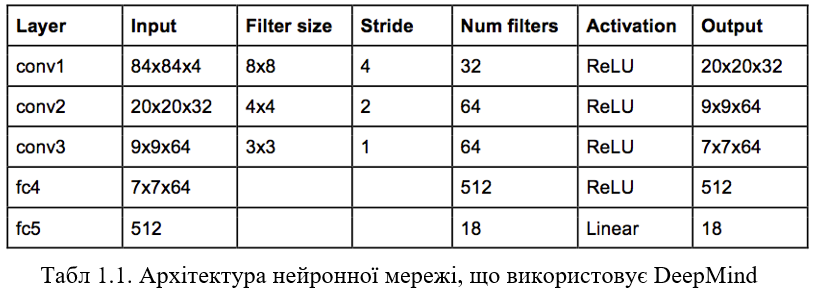 Layer Input Filter size Stride Num filters Activation Output
conv1 84x84x4 8x8 4 32 ReLU 20x20x32
conv2 20x20x32 4x4 2 64 ReLU 9x9x64
conv3 9x9x64 3x3 1 64 ReLU 7x7x64
fc4 7x7x64 512 ReLU 512
fc5 512 18 Linear 18
Табл 1.1. Архітектура нейронної мережі, що використовує DeepMind